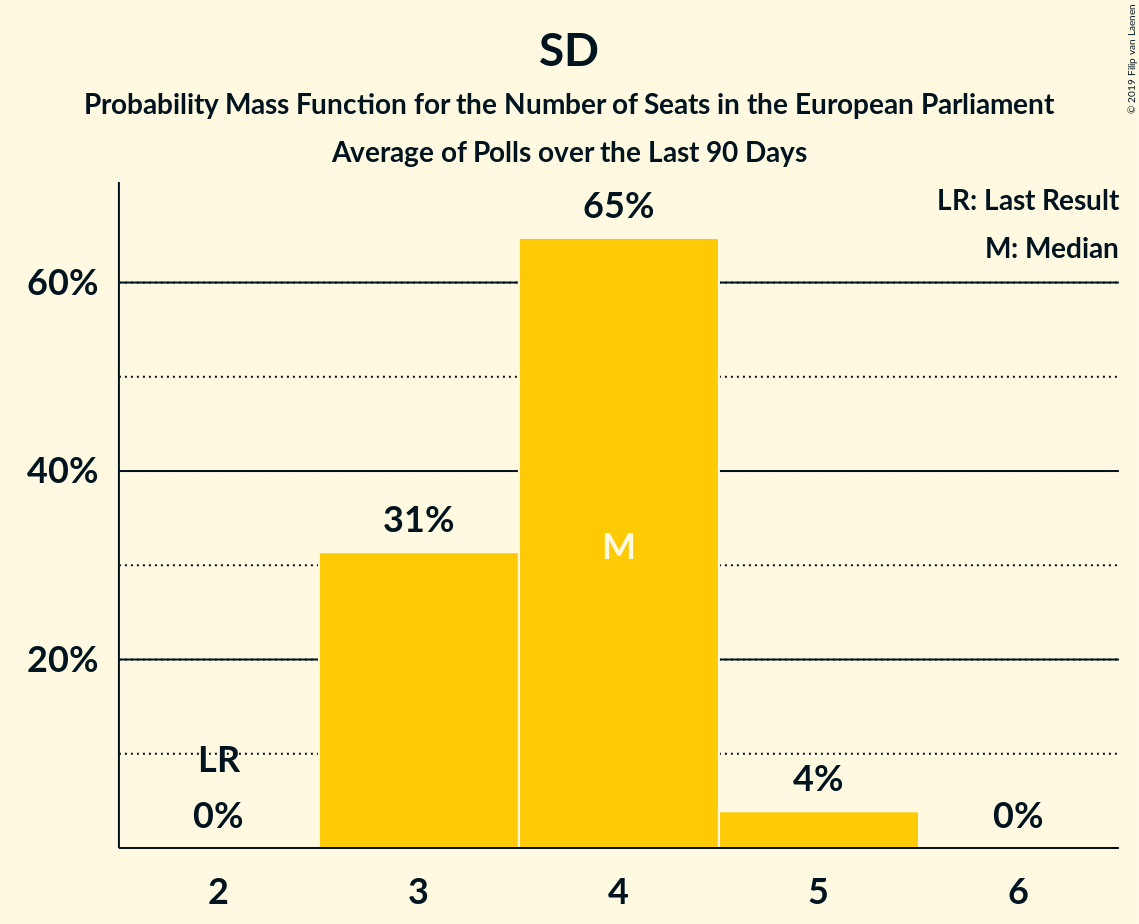 SD
Probability Mass Function for the Number of Seats in the European Parliament
Average of Polls over the Last 90 Days
© 2019 Filip van Laenen
LR: Last Result
M: Median
65%
60%
40%
31%
M
20%
LR
4%
0%
0%
2 3 4 5 6